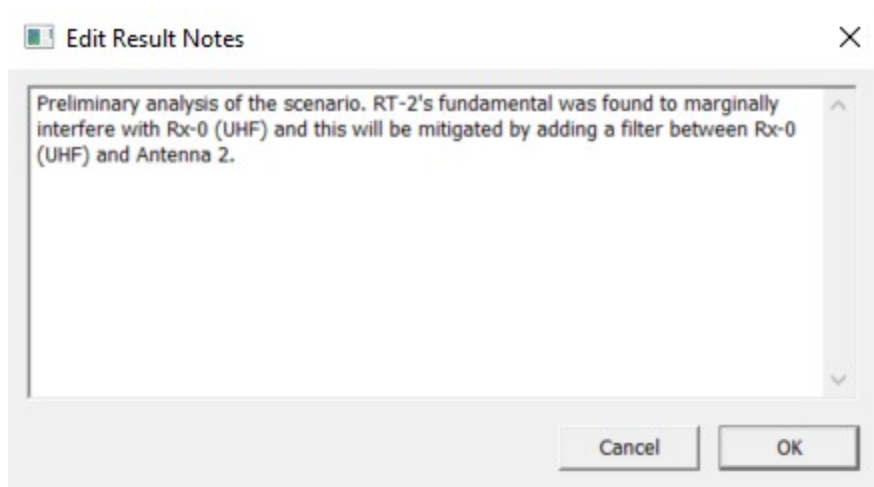 Edit Result Notes
Preliminary analysis of the scenario. RT-2's fundamental was found to marginally
interfere with Rx-0 (UHF) and this will be mitigated by adding a filter between Rx-0
(UHF) and Antenna 2.
Cancel
OK